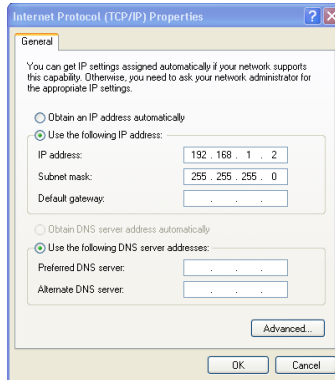 Internet Protocol (TCP/IP) Properties
General
You can get IP settings assigned automatically if your network supports
this capability. Otherwise, you need to ask your network administrator for
the appropriate IP settings.
Obtain an IP address automatically
Use the following IP address:
IP address: 192 . 168 . 1 . 2
Subnet mask: 255 . 255 . 255 . 0
Default gateway: . . .
Obtain DNS server address automatically
Use the following DNS server addresses:
Preferred DNS server: . . .
Alternate DNS server: . . .
Advanced...
OK Cancel